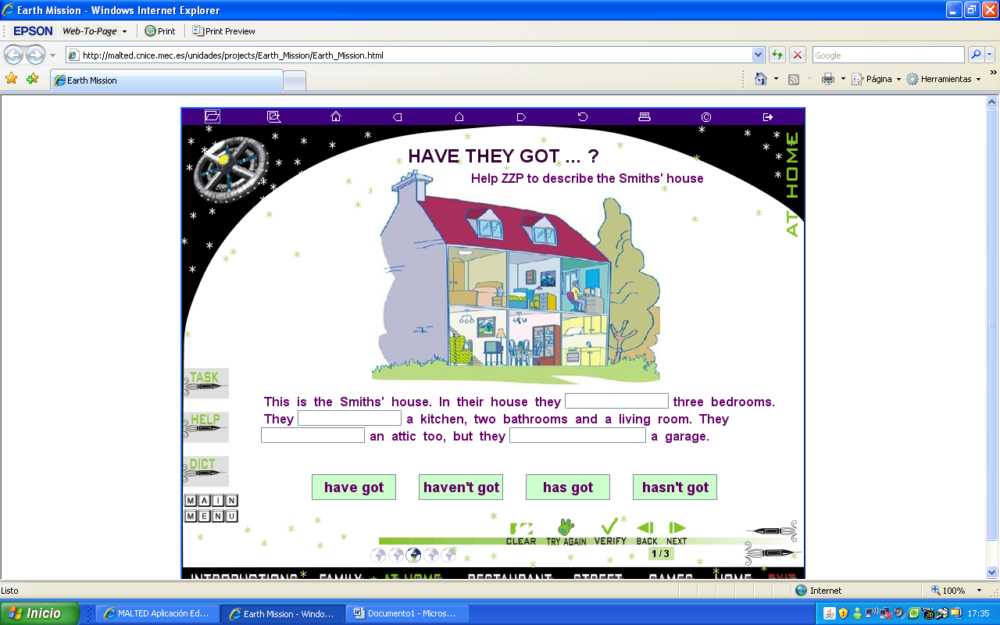 Earth Mission - Windows Internet Explorer
EPSON Web-To-Page Print Print Preview
http://malted.cnice.mec.es/unidades/projects/Earth_Mission/Earth_Mission.html Google
Earth Mission Página Herramientas »
©
HAVE THEY GOT ... ?
Help ZZP to describe the Smiths' house
AT HOME
TASK
HELP
DICT
MAIN
MENU
This is the Smiths' house. In their house they three bedrooms.
They a kitchen, two bathrooms and a living room. They
an attic too, but they a garage.
have got haven't got has got hasn't got
CLEAR TRY AGAIN VERIFY BACK NEXT
1 / 3
INTRODUCTIONS FAMILY AT HOME RESTAURANT STREET GAMES HOME EXIT
Listo Internet 100%
Inicio MALTED Aplicación Ed... Earth Mission - Windo... Documento1 - Micros... 17:35